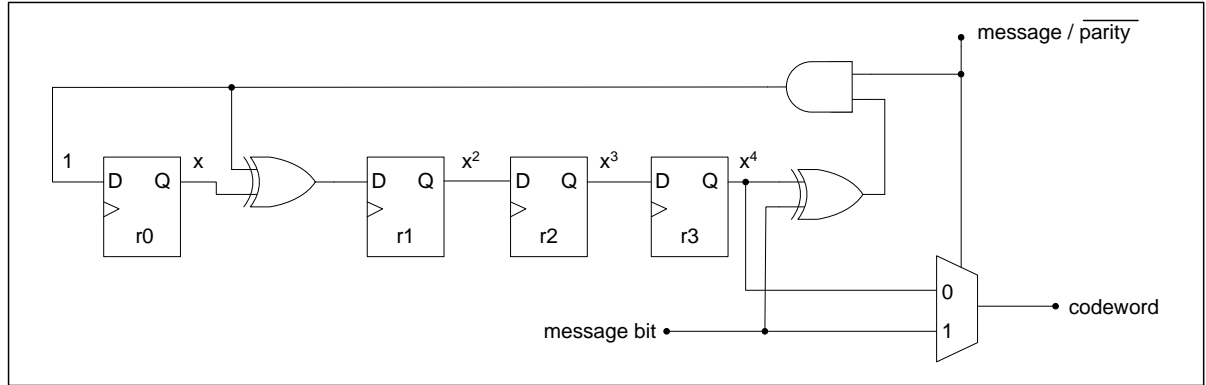 message / parity
1
x
x²
x³
x⁴
D Q
D Q
D Q
D Q
r0
r1
r2
r3
0
codeword
message bit
1